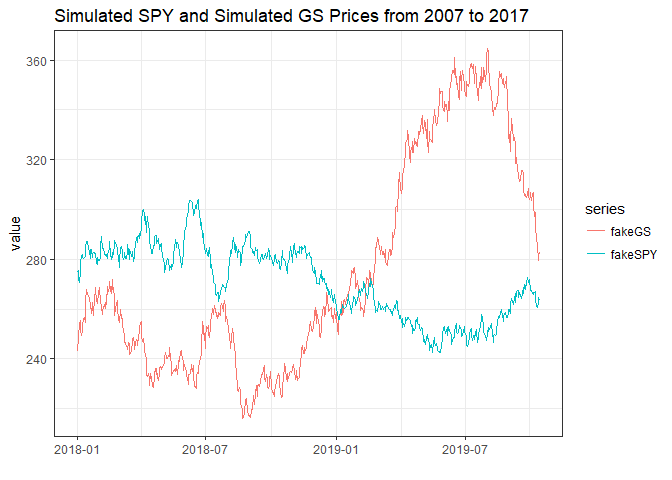 Simulated SPY and Simulated GS Prices from 2007 to 2017
360
320
280
240
value
2018-01
2018-07
2019-01
2019-07
series
fakeGS
fakeSPY